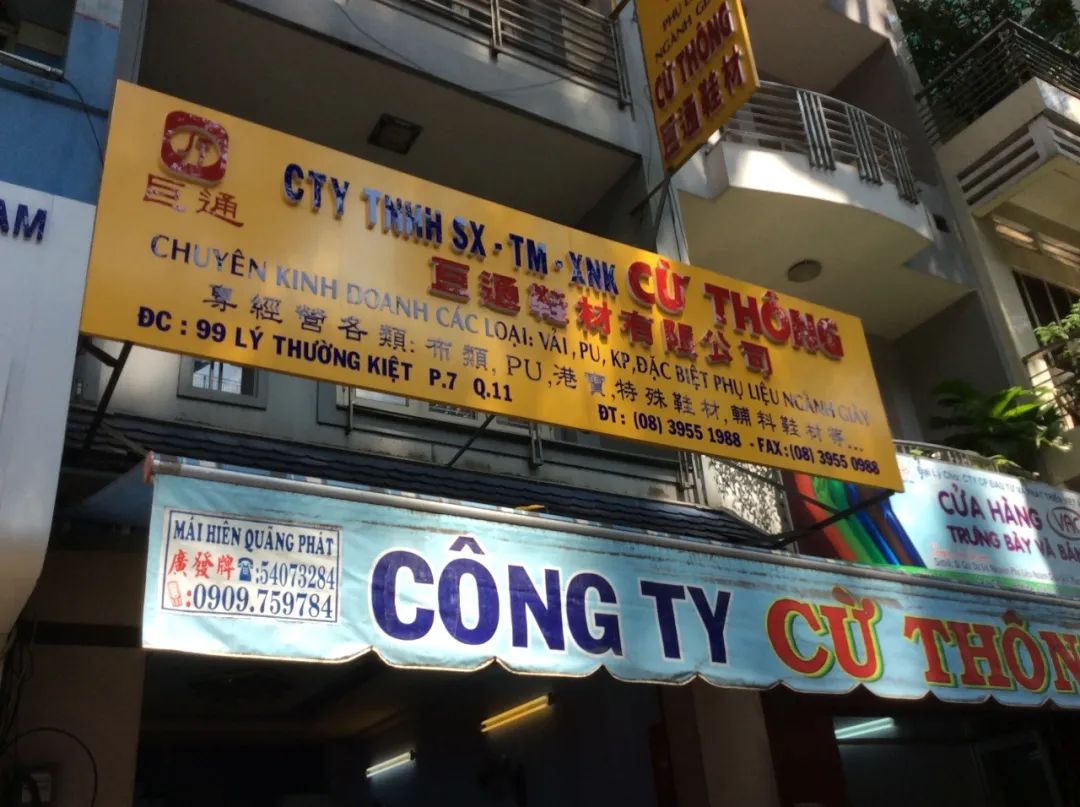 PHỤ
NGÀNH GI
CỪ THÔNG
巨通鞋材
巨通
CTY TNHH SX - TM - XNK CỪ THÔNG
巨通鞋材有限公司
CHUYÊN KINH DOANH CÁC LOẠI: VẢI, PU, KP, ĐẶC BIỆT PHỤ LIỆU NGÀNH GIÀY
專經營各類: 布類, PU, 港寶, 特殊鞋材, 輔料鞋材等...
ĐC : 99 LÝ THƯỜNG KIỆT P.7 Q.11
ĐT : (08) 3955 1988 - FAX : (08) 3955 0988
AM
CỬA HÀNG
TRƯNG BÀY VÀ BÁN
MÁI HIÊN QUÃNG PHÁT
廣發牌☎:54073284
:0909.759784
CÔNG TY CỪ THÔN